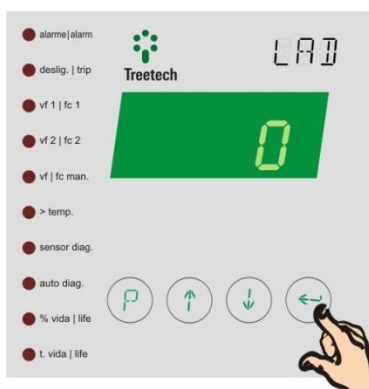 alarme|alarm
deslig. | trip
vf 1 | fc 1
vf 2 | fc 2
vf | fc man.
> temp.
sensor diag.
auto diag.
% vida | life
t. vida | life
Treetech
LAD
0
P